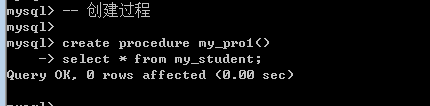 mysql> -- 创建过程
mysql>
mysql> create procedure my_pro1()
    -> select * from my_student;
Query OK, 0 rows affected (0.00 sec)
mysql>